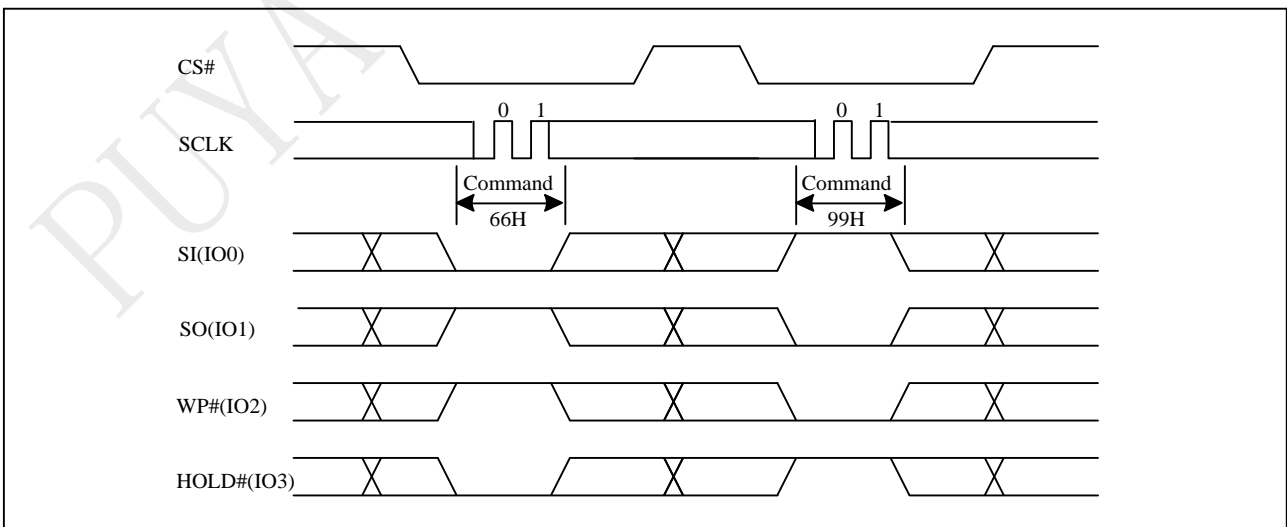 PUYA
CS#
0 1 0 1
SCLK
Command Command
66H 99H
SI(IO0)
SO(IO1)
WP#(IO2)
HOLD#(IO3)